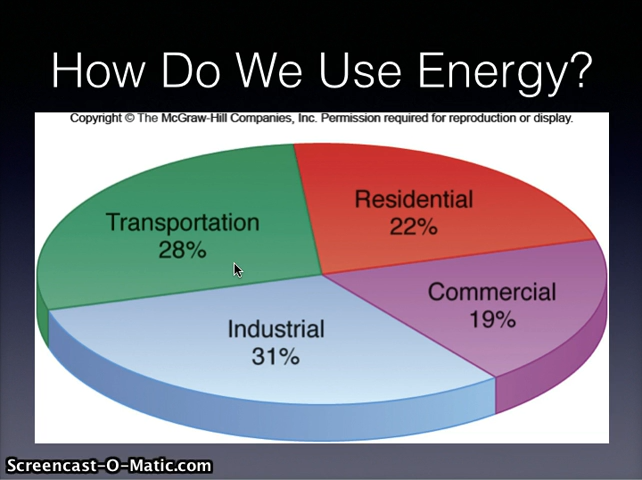 How Do We Use Energy?
Copyright © The McGraw-Hill Companies, Inc. Permission required for reproduction or display.
Residential
22%
Transportation
28%
Commercial
19%
Industrial
31%
Screencast-O-Matic.com